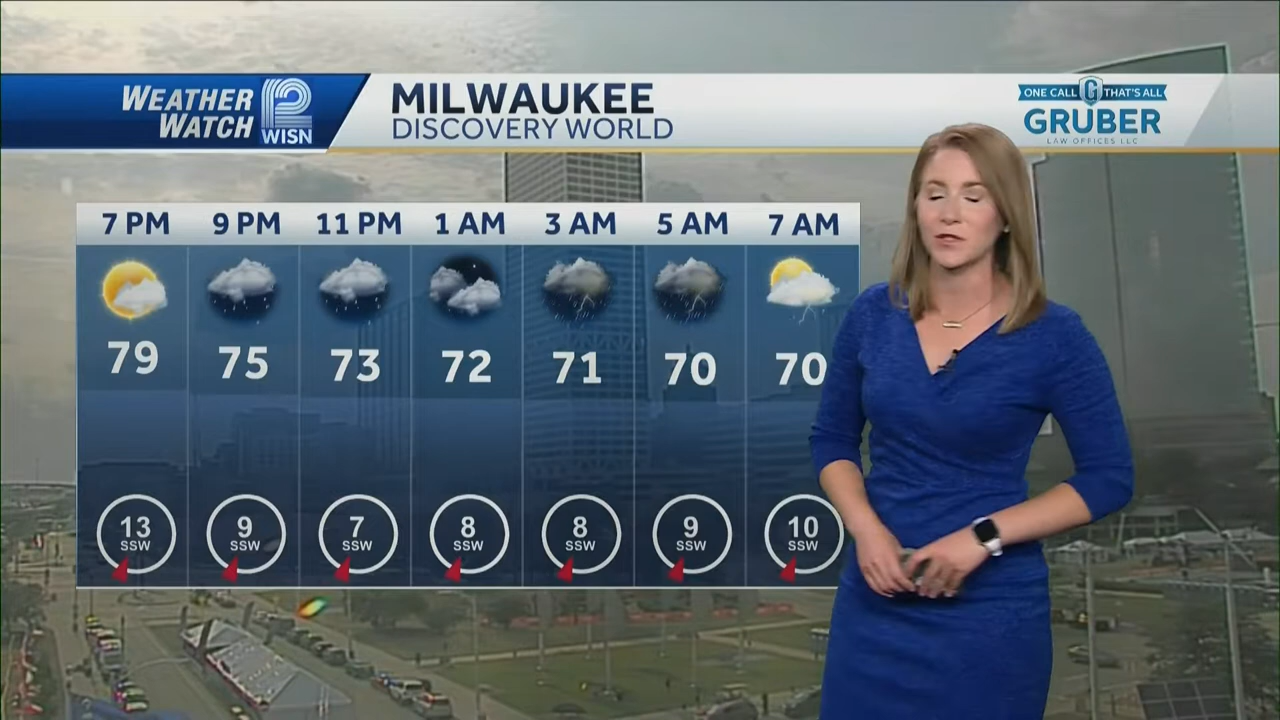 WEATHER WATCH 12 WISN
MILWAUKEE
DISCOVERY WORLD
ONE CALL G THAT'S ALL
GRUBER
LAW OFFICES LLC
7 PM 9 PM 11 PM 1 AM 3 AM 5 AM 7 AM
79 75 73 72 71 70 70
13 9 7 8 8 9 10
SSW SSW SSW SSW SSW SSW SSW